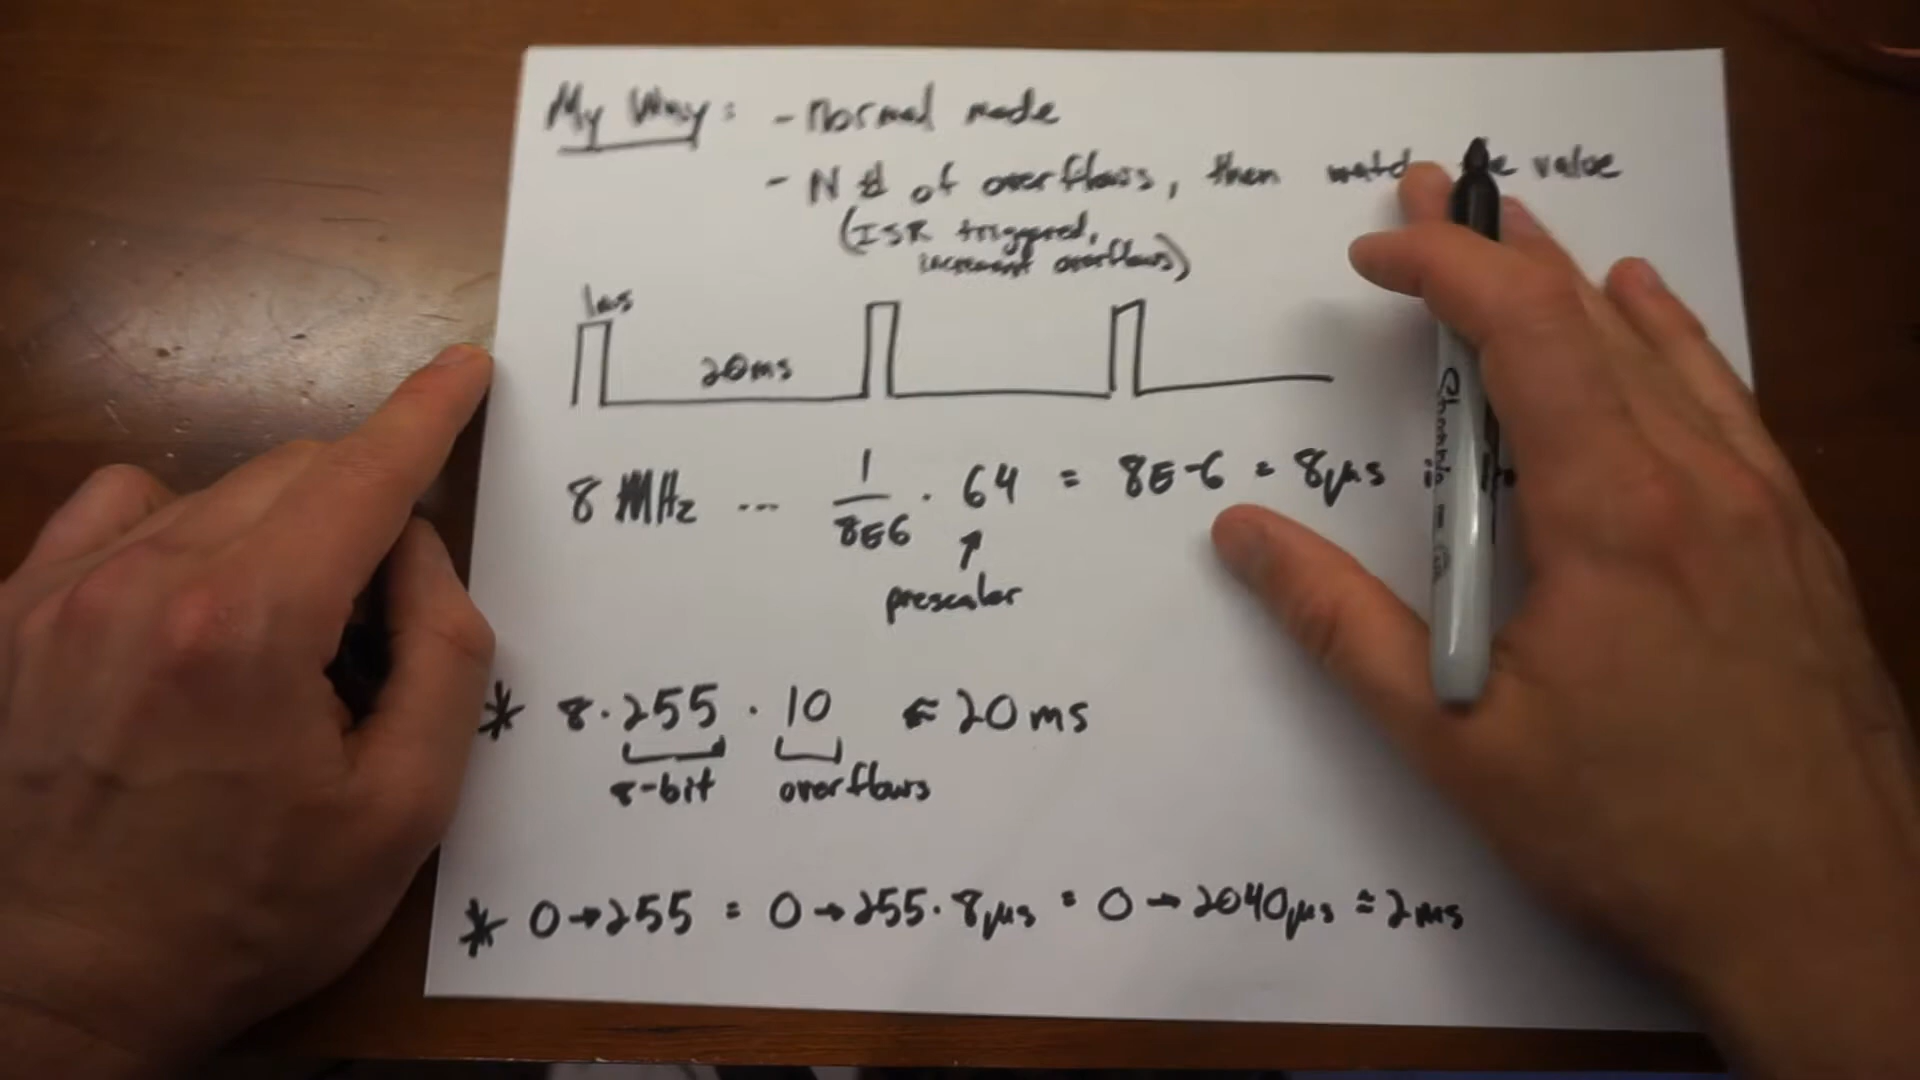 My Way: - Normal mode
- N # of overflows, then watch value
(ISR triggered,
increment overflows)
1ms
20ms
8 MHz ... 1/8E6 · 64 = 8E-6 = 8µs
prescaler
* 8·255 · 10 ≈ 20ms
8-bit overflows
* 0→255 = 0→255·8µs = 0→2040µs ≈ 2ms
Sharpie